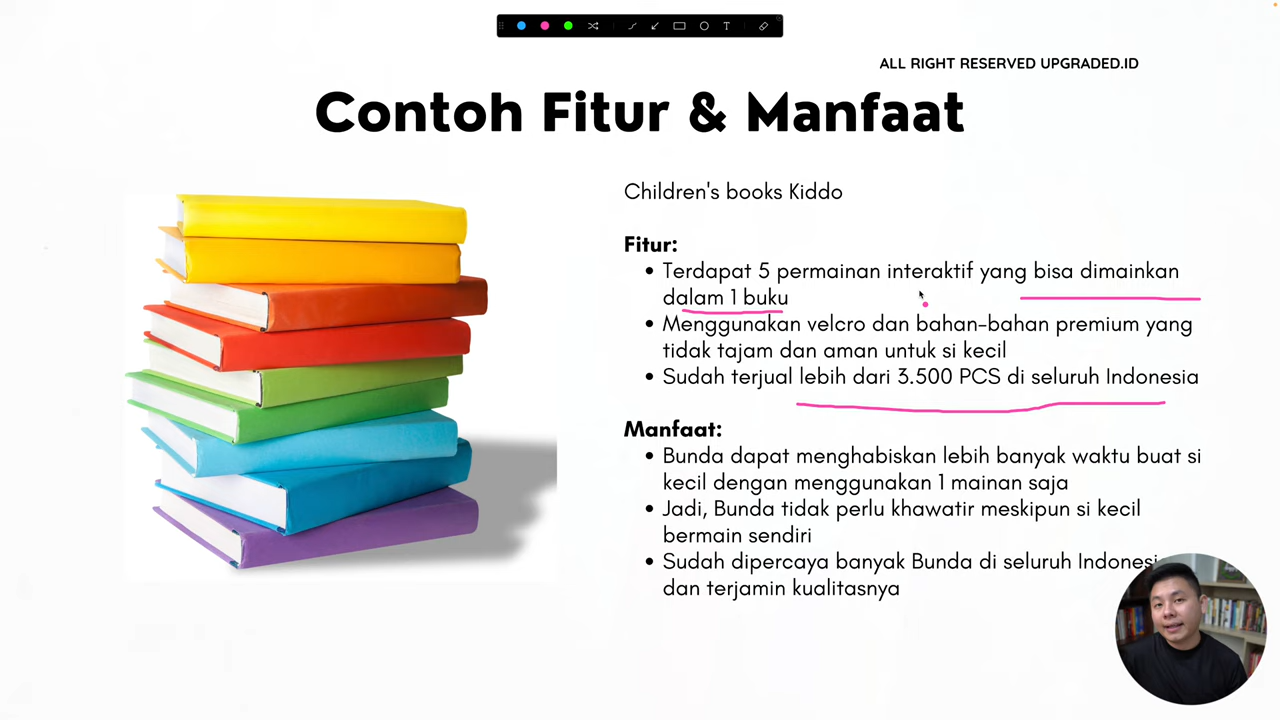 T
ALL RIGHT RESERVED UPGRADED.ID
Contoh Fitur & Manfaat
Children's books Kiddo
Fitur:
• Terdapat 5 permainan interaktif yang bisa dimainkan
dalam 1 buku
• Menggunakan velcro dan bahan-bahan premium yang
tidak tajam dan aman untuk si kecil
• Sudah terjual lebih dari 3.500 PCS di seluruh Indonesia
Manfaat:
• Bunda dapat menghabiskan lebih banyak waktu buat si
kecil dengan menggunakan 1 mainan saja
• Jadi, Bunda tidak perlu khawatir meskipun si kecil
bermain sendiri
• Sudah dipercaya banyak Bunda di seluruh Indonesia
dan terjamin kualitasnya